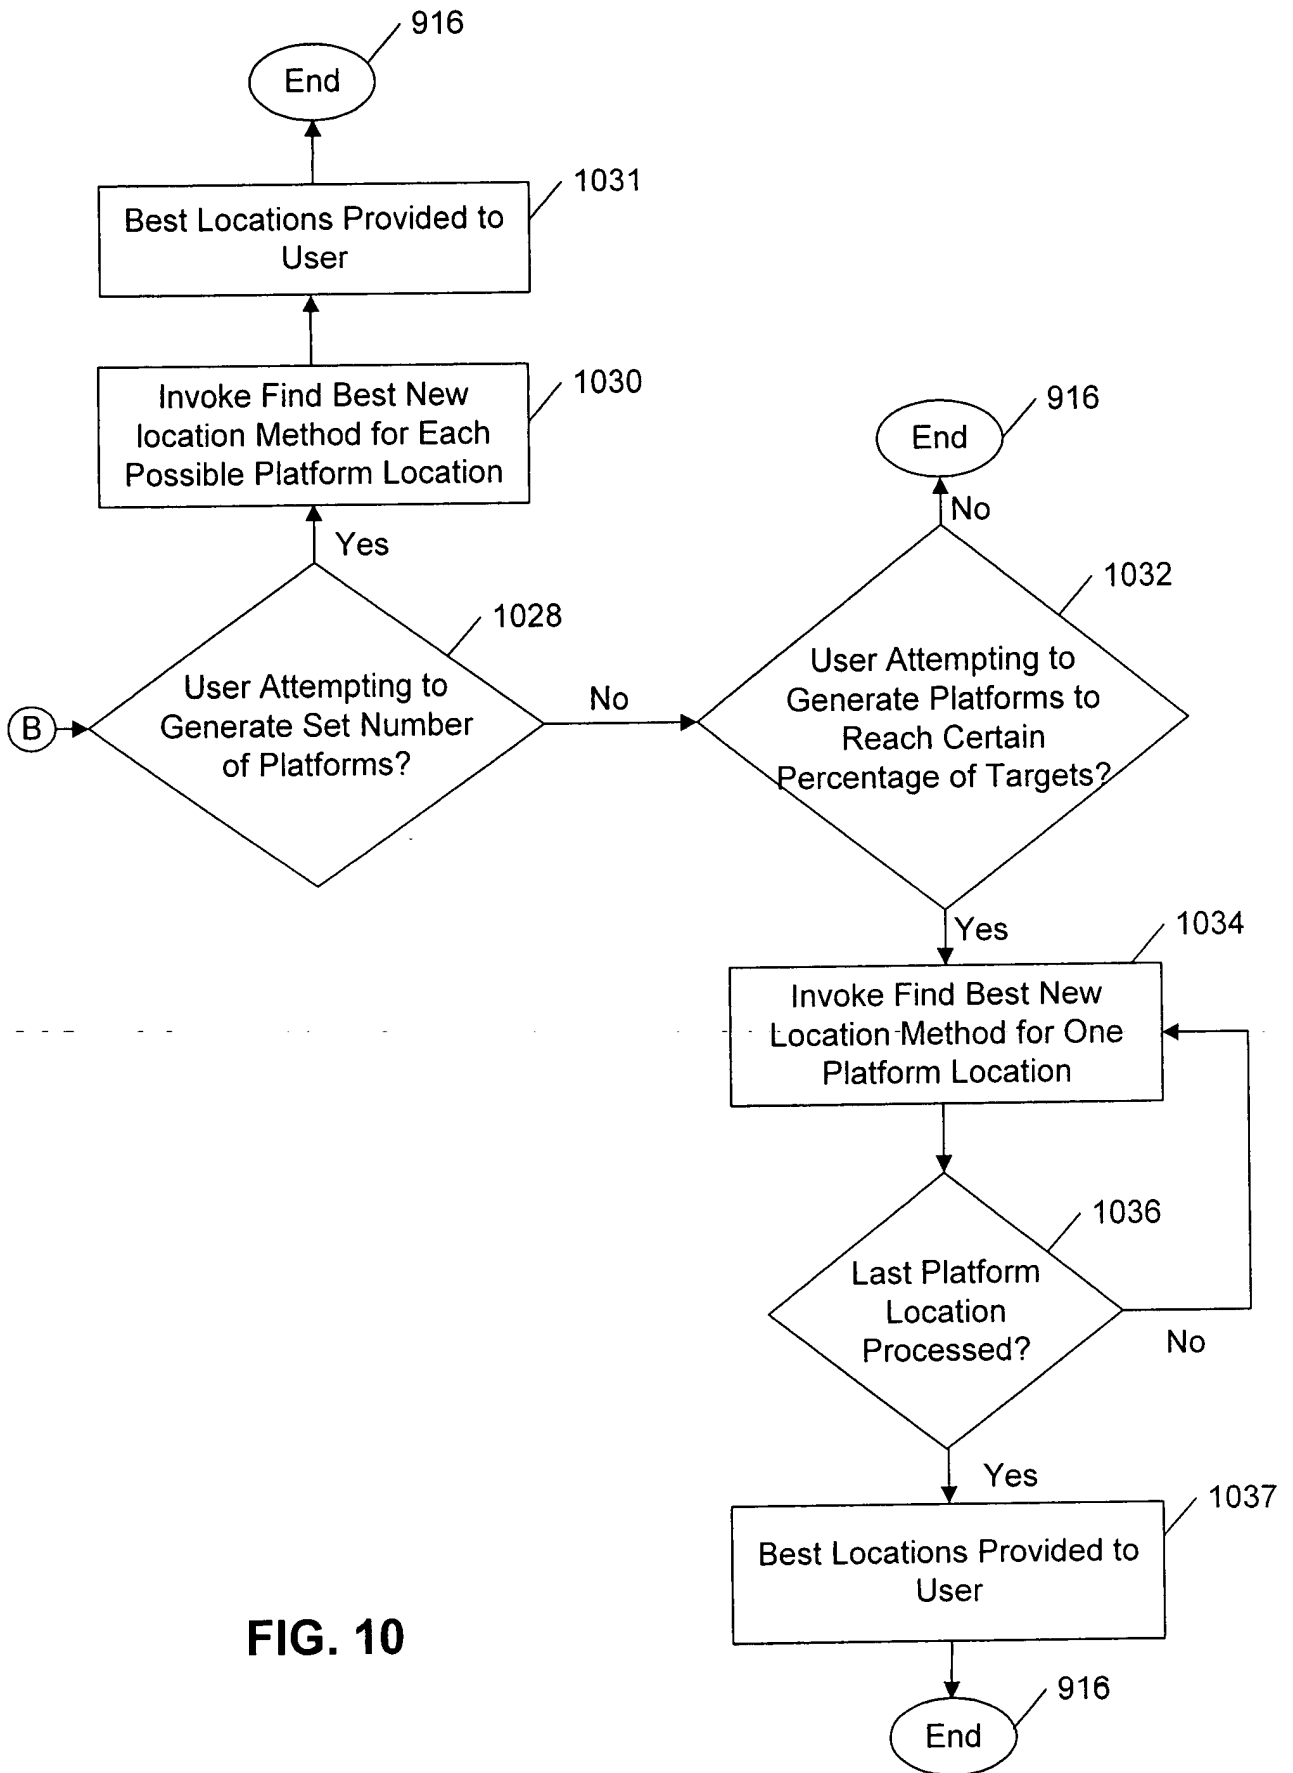 916
End
1031
Best Locations Provided to
User
1030
Invoke Find Best New
location Method for Each
Possible Platform Location
Yes
916
End
No
1028
User Attempting to
Generate Set Number
of Platforms?
B
No
1032
User Attempting to
Generate Platforms to
Reach Certain
Percentage of Targets?
Yes
1034
Invoke Find Best New
Location Method for One
Platform Location
1036
Last Platform
Location
Processed?
No
Yes
1037
Best Locations Provided to
User
916
End
FIG. 10